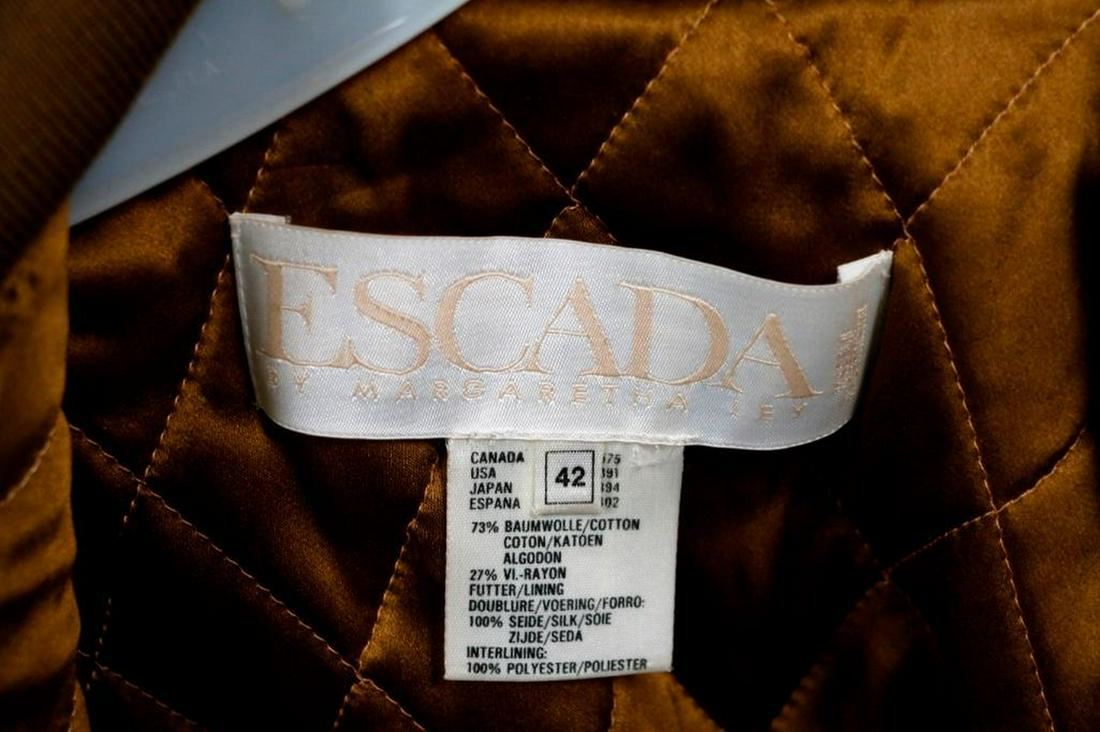 ESCADA
BY MARGARETHA LEY
CANADA
USA
JAPAN
ESPANA
42
73% BAUMWOLLE/COTTON
COTON/KATOEN
ALGODON
27% VI.-RAYON
FUTTER/LINING
DOUBLURE/VOERING/FORRO:
100% SEIDE/SILK/SOIE
ZIJDE/SEDA
INTERLINING:
100% POLYESTER/POLIESTER